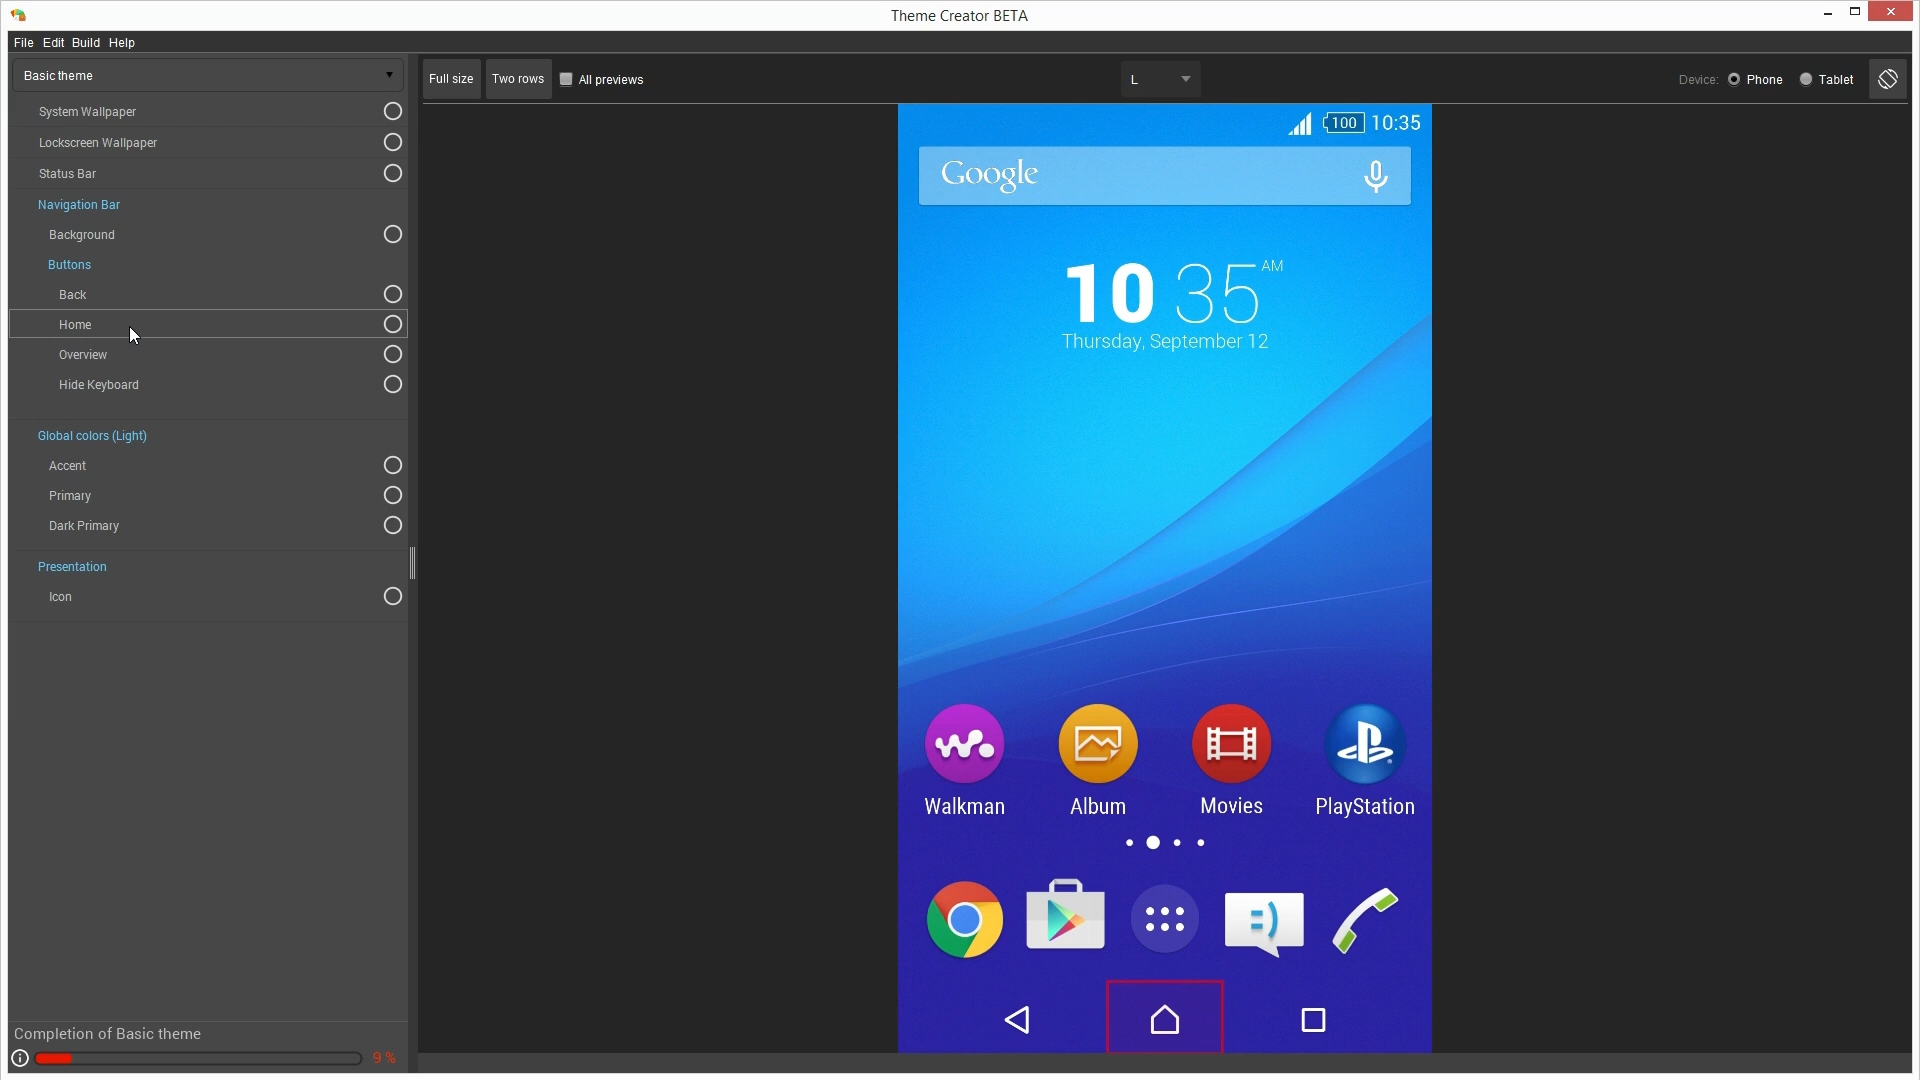 Theme Creator BETA
File Edit Build Help
Basic theme
Full size
Two rows
All previews
L
Device:
Phone
Tablet
System Wallpaper
Lockscreen Wallpaper
Status Bar
Navigation Bar
Background
Buttons
Back
Home
Overview
Hide Keyboard
Global colors (Light)
Accent
Primary
Dark Primary
Presentation
Icon
Completion of Basic theme
9 %
100 10:35
Google
10 35 AM
Thursday, September 12
Walkman
Album
Movies
PlayStation